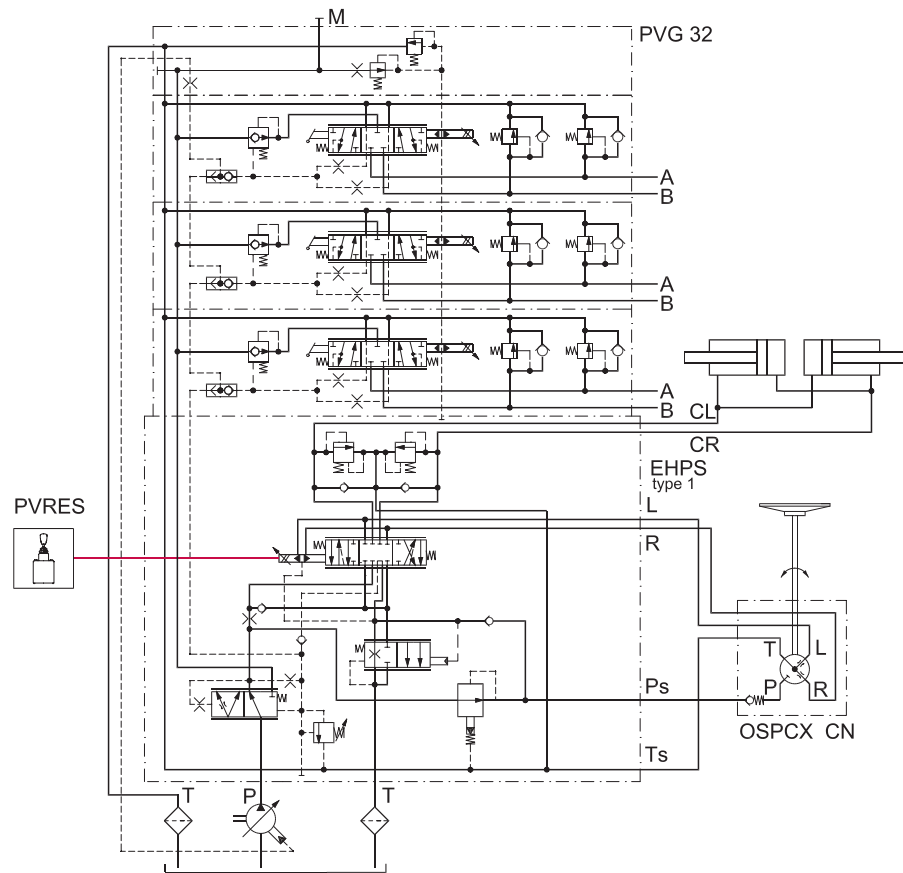 M
PVG 32
A
B
A
B
A
B
CL
CR
EHPS
type 1
PVRES
L
R
T L
P R
Ps
OSPCX CN
Ts
T P T